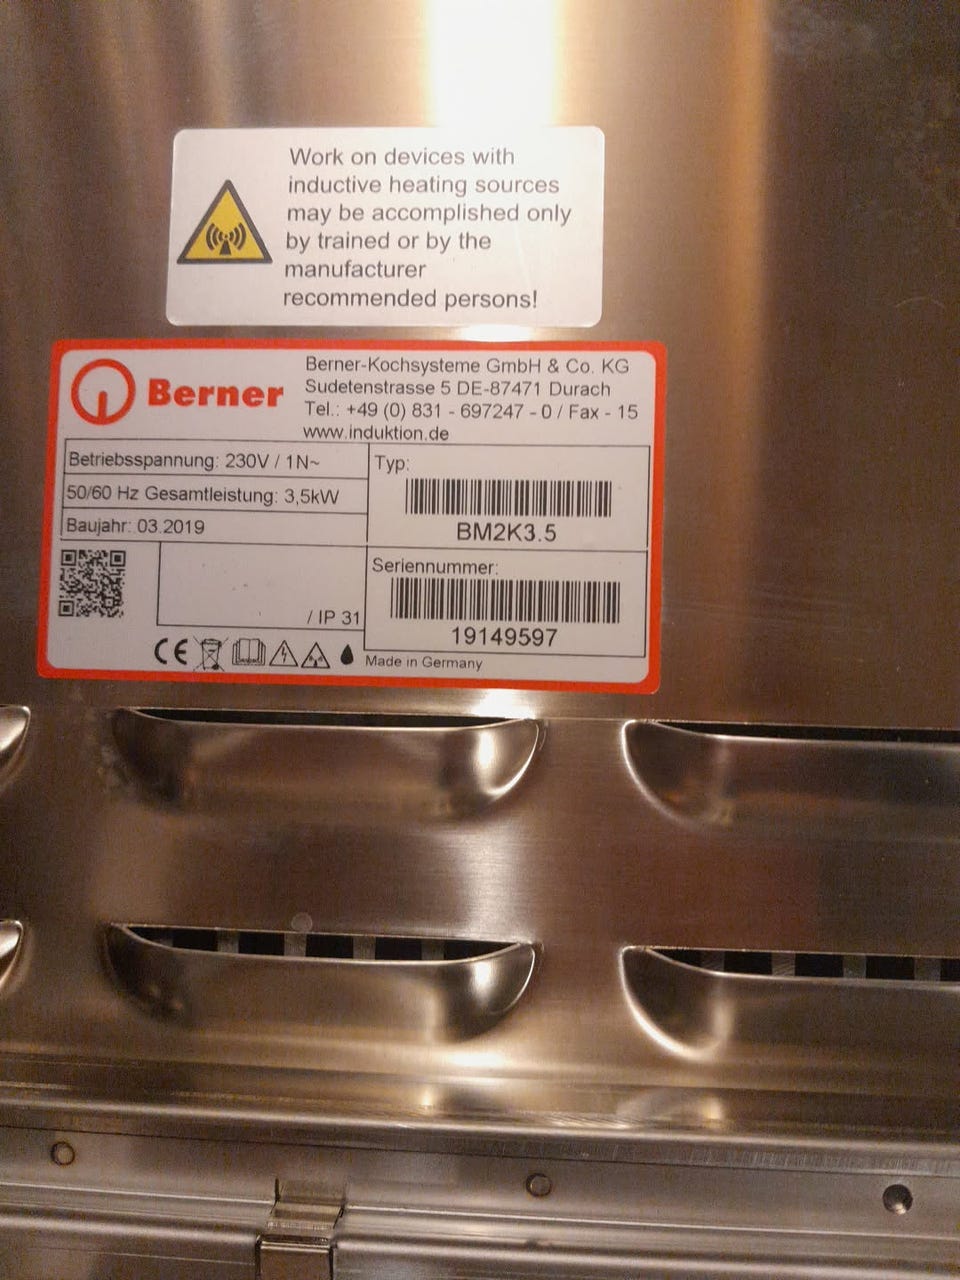 Work on devices with
inductive heating sources
may be accomplished only
by trained or by the
manufacturer
recommended persons!
Berner
Berner-Kochsysteme GmbH & Co. KG
Sudetenstrasse 5 DE-87471 Durach
Tel.: +49 (0) 831 - 697247 - 0 / Fax - 15
www.induktion.de
Betriebsspannung: 230V / 1N~
50/60 Hz Gesamtleistung: 3,5kW
Baujahr: 03.2019
/ IP 31
Typ:
BM2K3.5
Seriennummer:
19149597
CE
Made in Germany